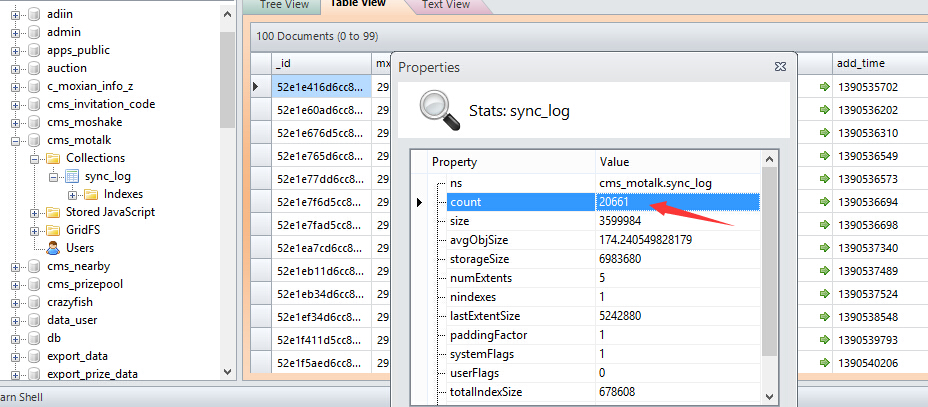 Tree View
Table View
Text View
adiin
admin
apps_public
auction
c_moxian_info_z
cms_invitation_code
cms_moshake
cms_motalk
Collections
sync_log
Indexes
Stored JavaScript
GridFS
Users
cms_nearby
cms_prizepool
crazyfish
data_user
db
export_data
export_prize_data
arn Shell
100 Documents (0 to 99)
_id mx add_time
52e1e416d6cc8... 29 1390535702
52e1e60ad6cc8... 29 1390536202
52e1e676d6cc8... 29 1390536310
52e1e765d6cc8... 29 1390536549
52e1e77dd6cc8... 29 1390536573
52e1e7f6d6cc8... 29 1390536694
52e1e7fad6cc8... 29 1390536698
52e1ea7cd6cc8... 29 1390537340
52e1eb11d6cc8... 29 1390537489
52e1eb34d6cc8... 29 1390537524
52e1ef34d6cc8... 29 1390538548
52e1f411d6cc8... 29 1390539793
52e1f5aed6cc8... 29 1390540206
Properties
Stats: sync_log
Property Value
ns cms_motalk.sync_log
count 20661
size 3599984
avgObjSize 174.240549828179
storageSize 6983680
numExtents 5
nindexes 1
lastExtentSize 5242880
paddingFactor 1
systemFlags 1
userFlags 0
totalIndexSize 678608